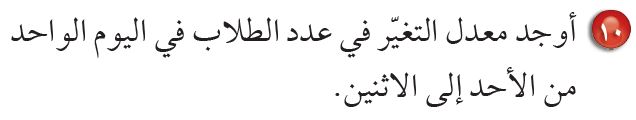 ١٠ أوجد معدل التغيّر في عدد الطلاب في اليوم الواحد
من الأحد إلى الاثنين.